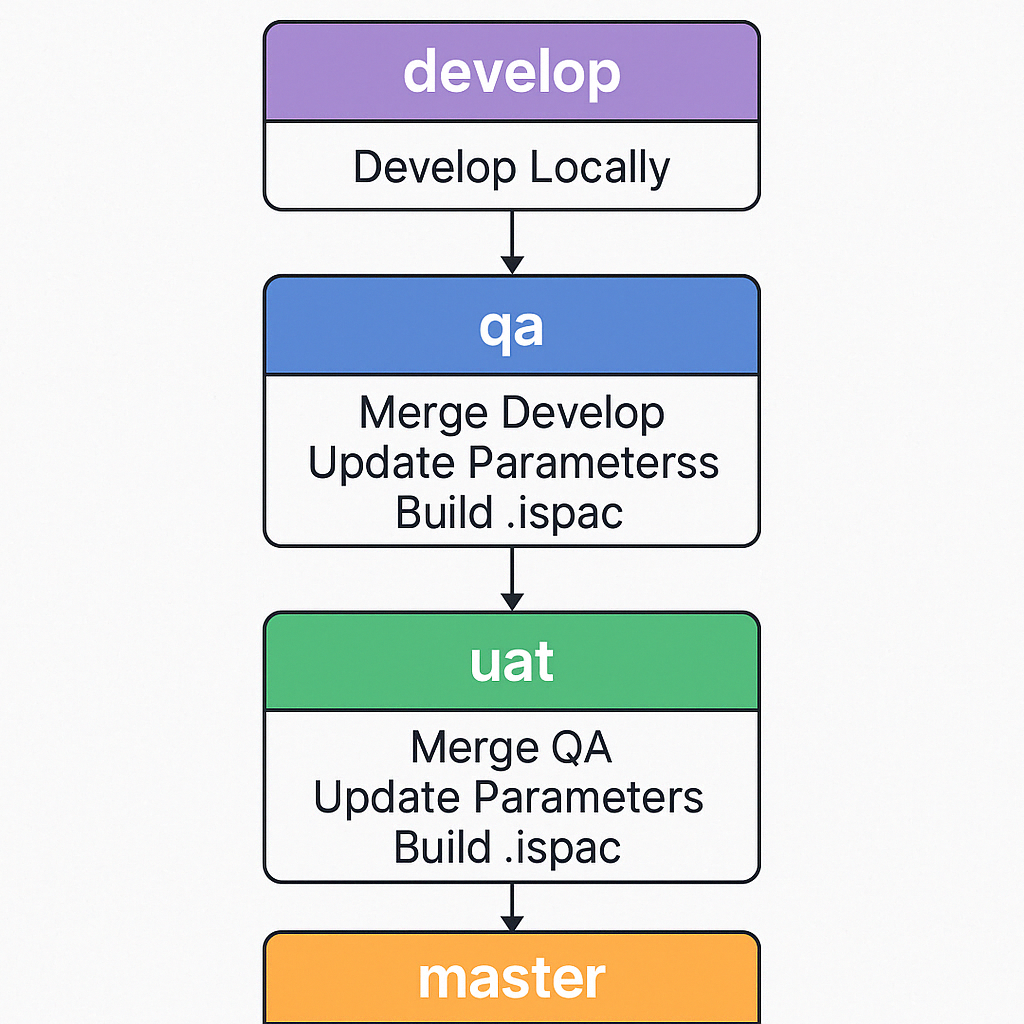 develop
Develop Locally
qa
Merge Develop
Update Parameterss
Build .ispac
uat
Merge QA
Update Parameters
Build .ispac
master